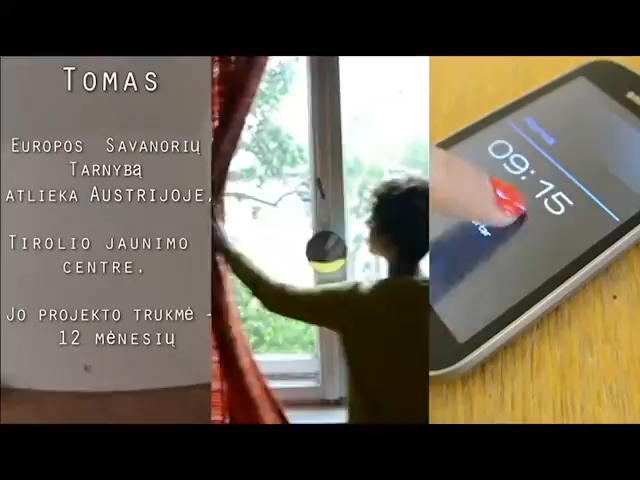 Tomas
Europos Savanorių
Tarnybą
atlieka Austrijoje,
Tirolio jaunimo
centre.
Jo projekto trukmė -
12 mėnesių
09:15